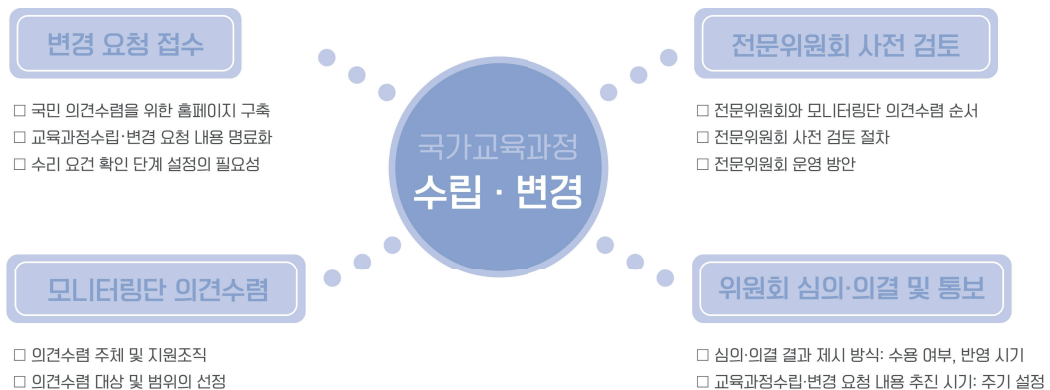 변경 요청 접수
□ 국민 의견수렴을 위한 홈페이지 구축
□ 교육과정수립·변경 요청 내용 명료화
□ 수리 요건 확인 단계 설정의 필요성
전문위원회 사전 검토
□ 전문위원회와 모니터링단 의견수렴 순서
□ 전문위원회 사전 검토 절차
□ 전문위원회 운영 방안
국가교육과정
수립 · 변경
모니터링단 의견수렴
□ 의견수렴 주체 및 지원조직
□ 의견수렴 대상 및 범위의 선정
위원회 심의·의결 및 통보
□ 심의·의결 결과 제시 방식: 수용 여부, 반영 시기
□ 교육과정수립·변경 요청 내용 추진 시기: 주기 설정